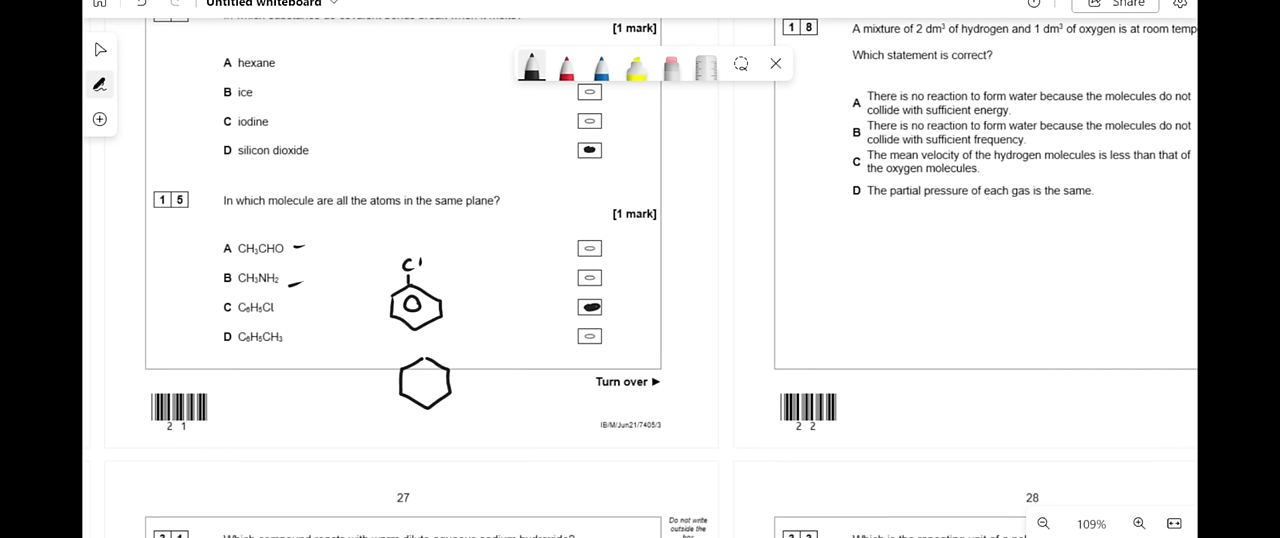 Untitled whiteboard
Share
[1 mark]
A hexane
B ice
C iodine
D silicon dioxide
1 5 In which molecule are all the atoms in the same plane?
[1 mark]
A CH₃CHO
B CH₃NH₂
C C₆H₅Cl
D C₆H₅CH₃
Cl
Turn over ►
2 1
IB/M/Jun21/7405/3
1 8 A mixture of 2 dm³ of hydrogen and 1 dm³ of oxygen is at room temp
Which statement is correct?
A There is no reaction to form water because the molecules do not
collide with sufficient energy.
B There is no reaction to form water because the molecules do not
collide with sufficient frequency.
C The mean velocity of the hydrogen molecules is less than that of
the oxygen molecules.
D The partial pressure of each gas is the same.
2 2
27
Do not write
outside the
28
109%